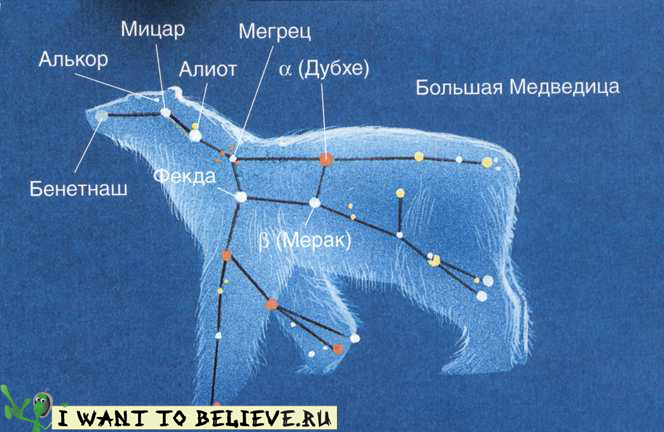 Мицар
Мегрец
Алькор
Алиот
α (Дубхе)
Большая Медведица
Бенетнаш
Фекда
β (Мерак)
I WANT TO BELIEVE.RU